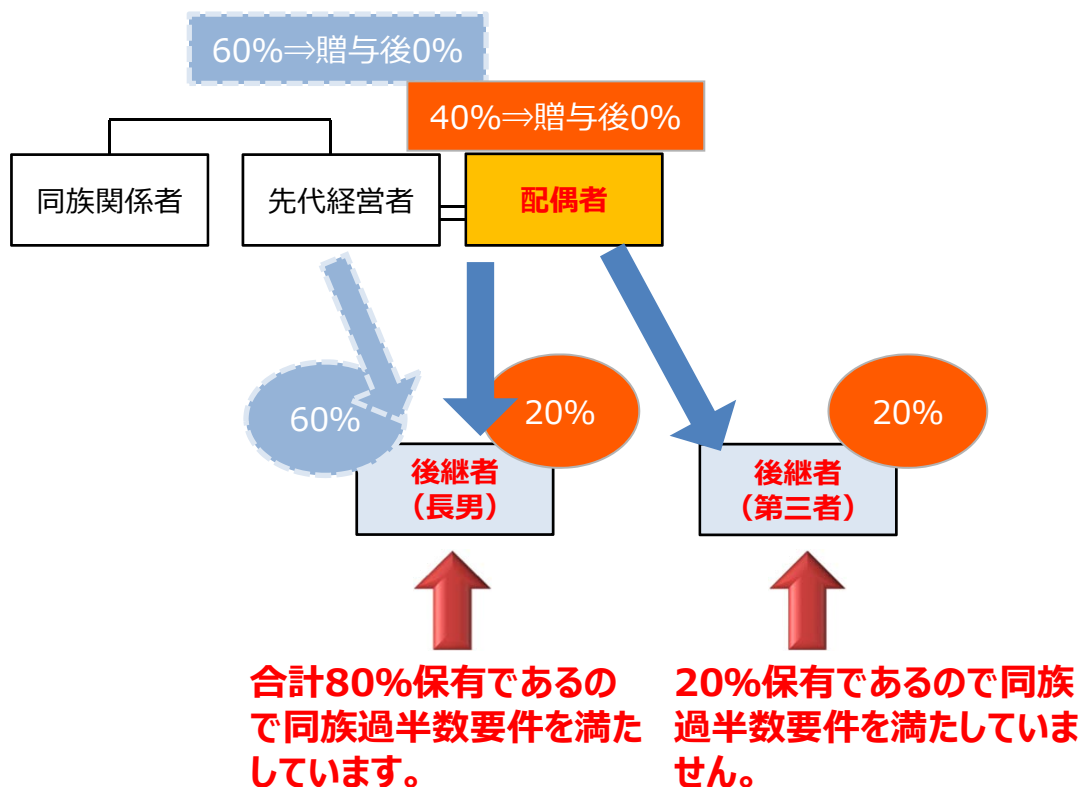 60%⇒贈与後0%
40%⇒贈与後0%
同族関係者
先代経営者
配偶者
60%
20%
20%
後継者
（長男）
後継者
（第三者）
合計80%保有であるの
で同族過半数要件を満た
しています。
20%保有であるので同族
過半数要件を満たしていま
せん。